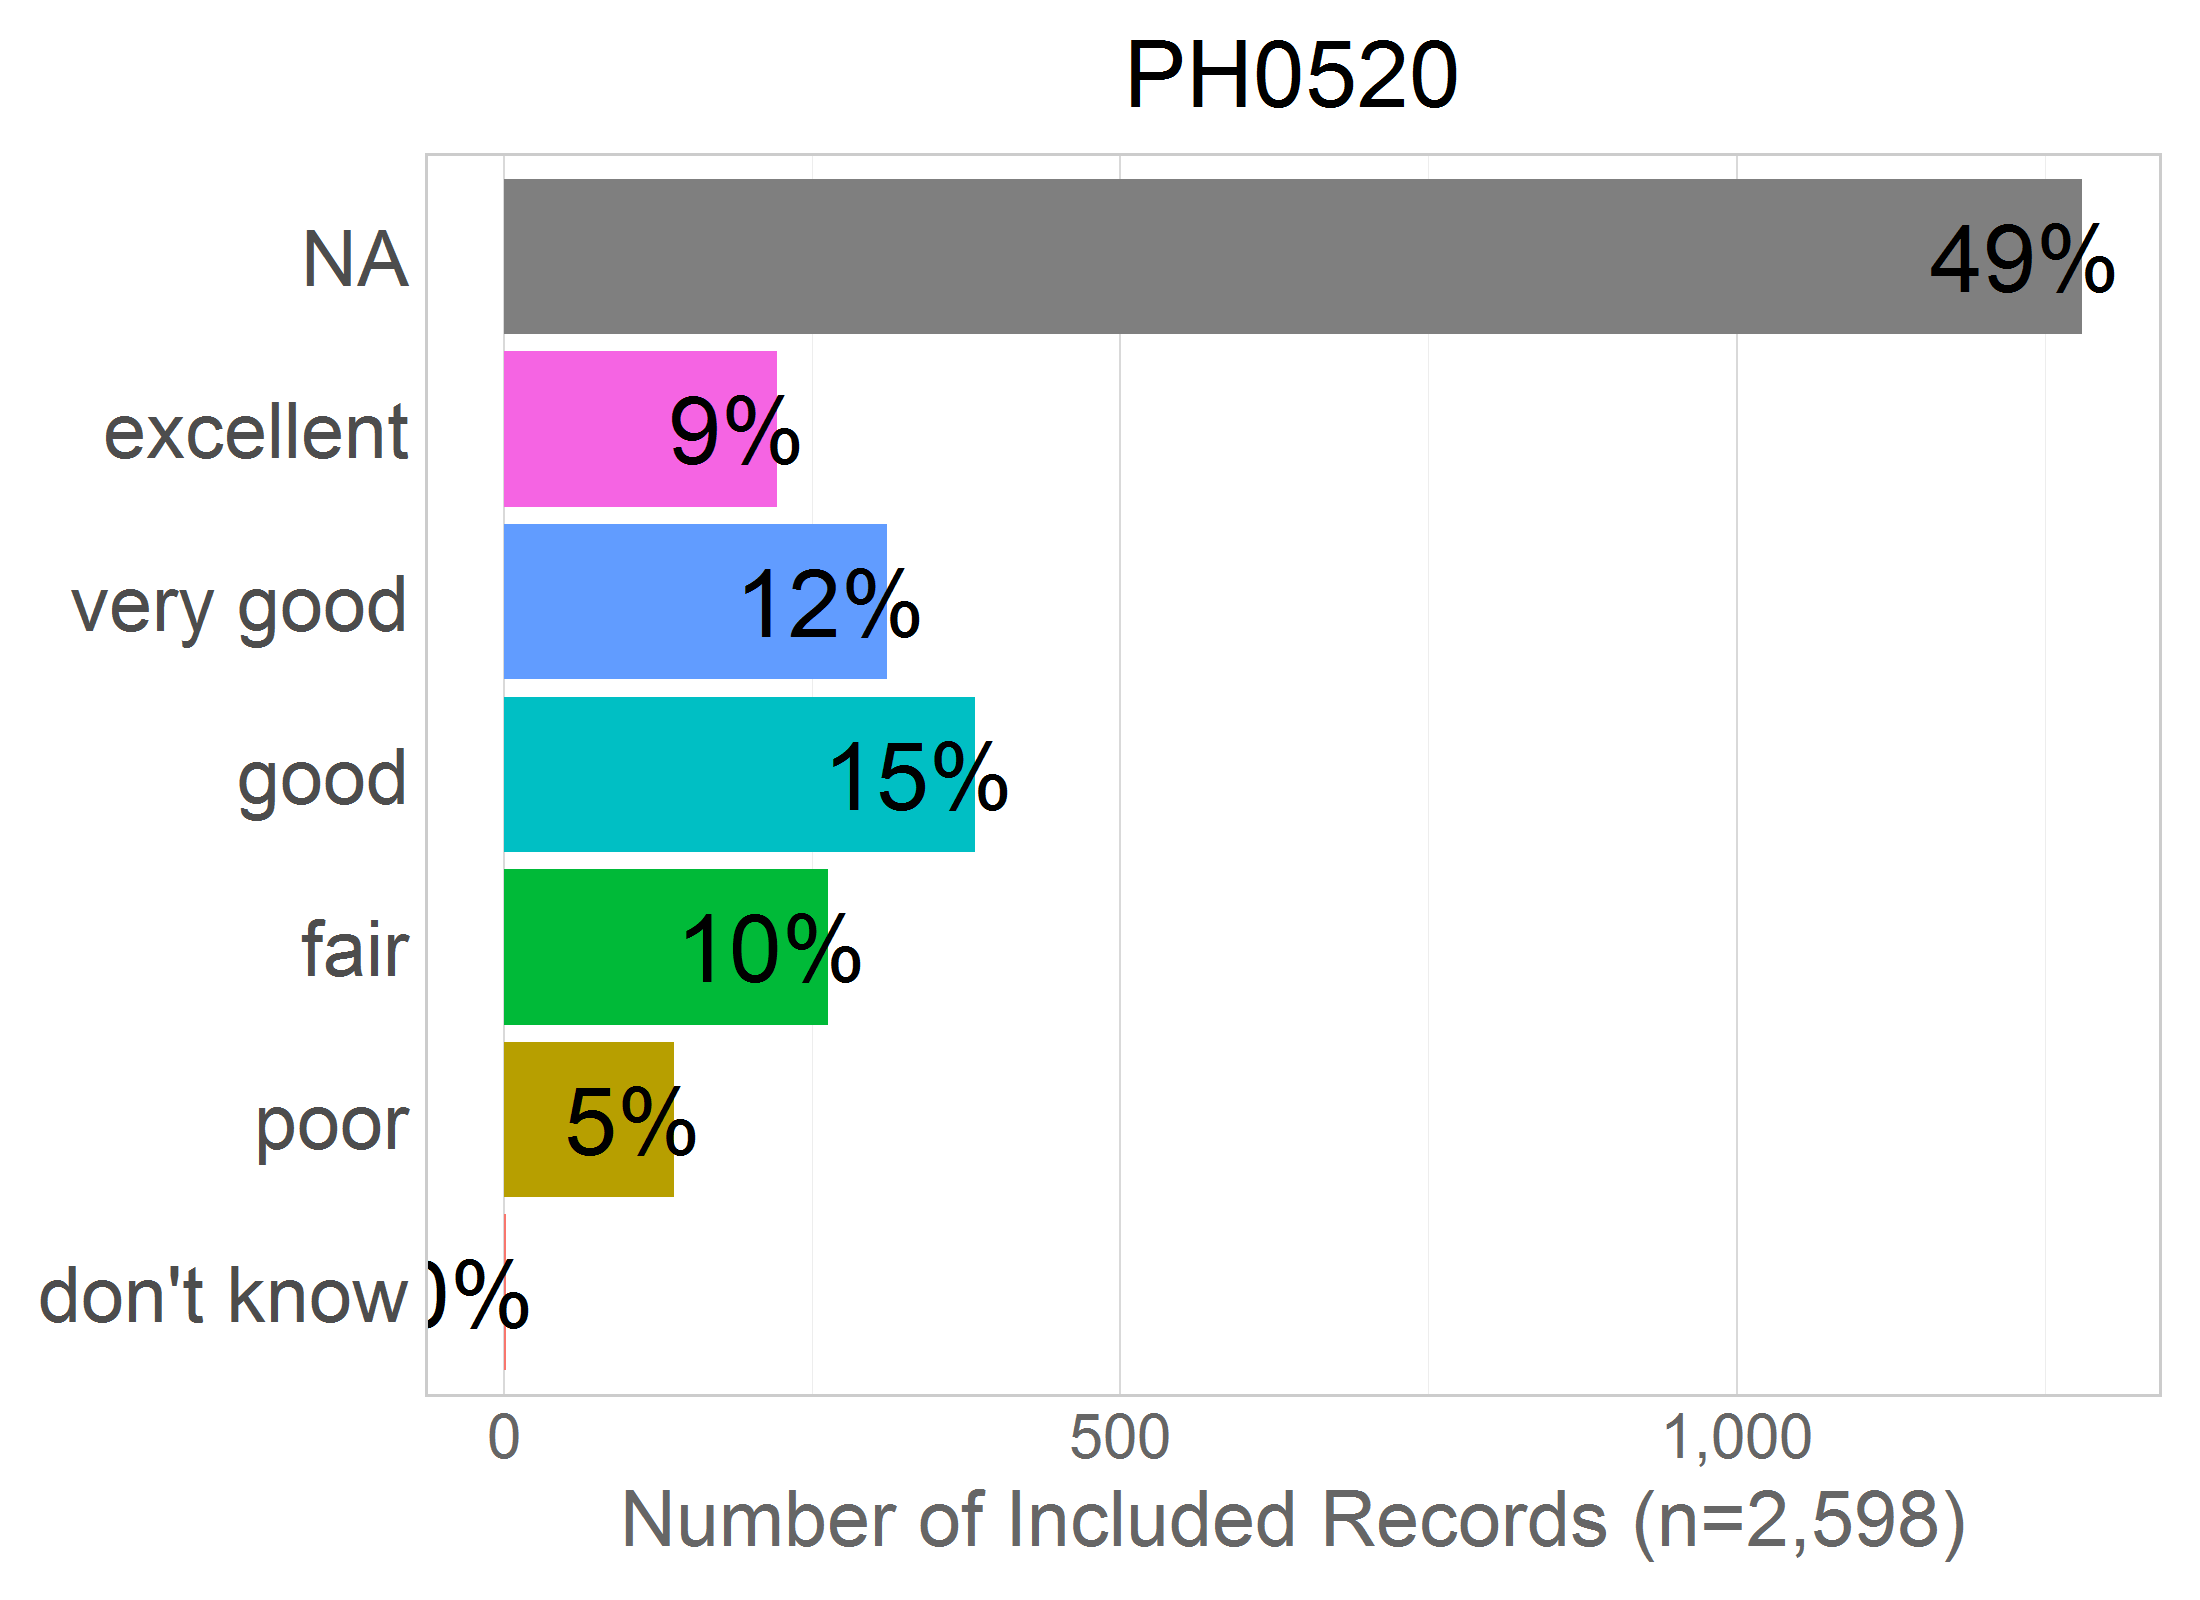 PH0520
NA
49%
excellent
9%
very good
12%
good
15%
fair
10%
poor
5%
don't know
0%
0
500
1,000
Number of Included Records (n=2,598)